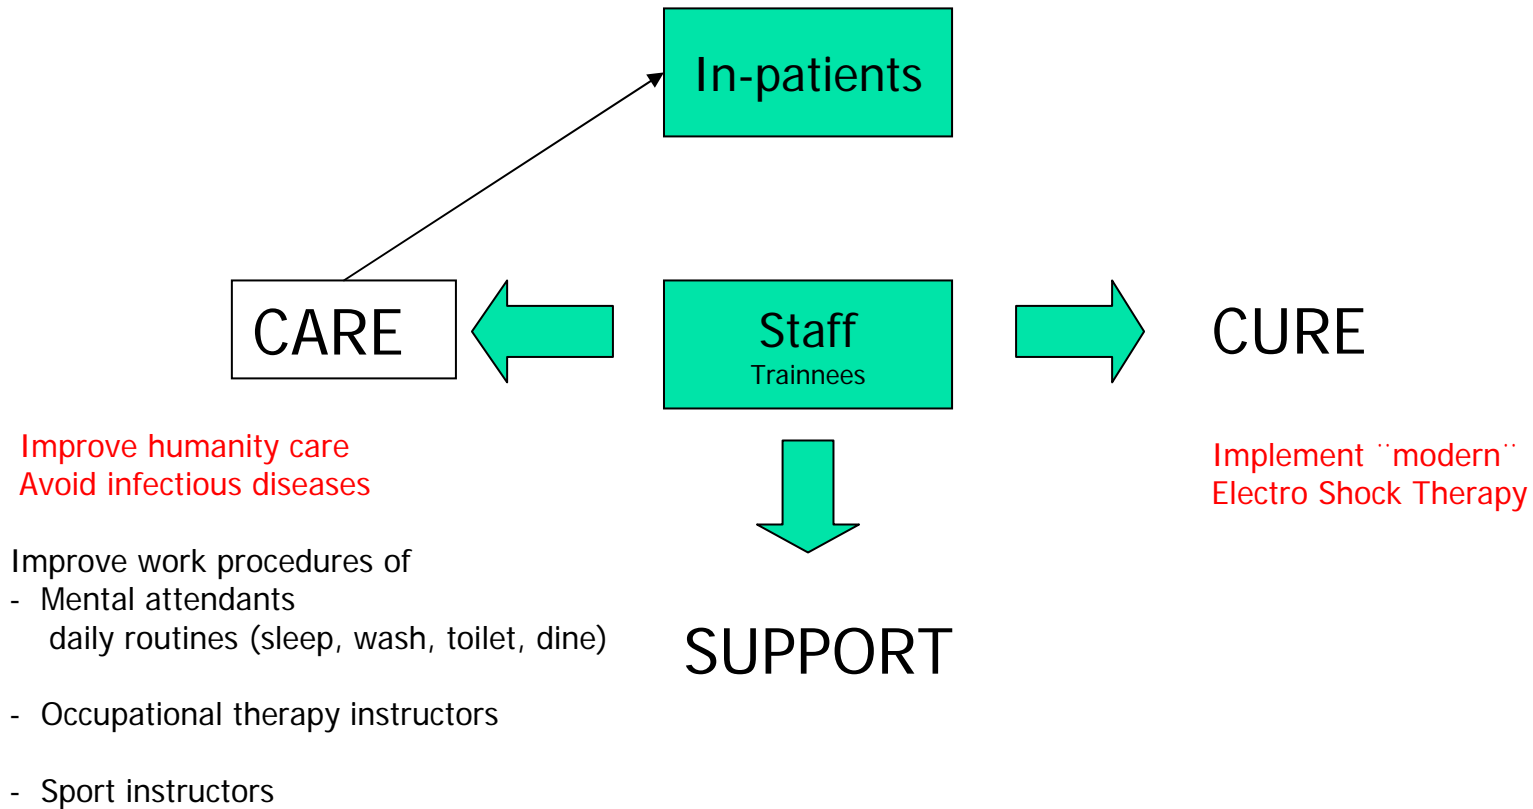 In-patients
CARE
Staff
Trainnees
CURE
Improve humanity care
Avoid infectious diseases
Implement ¨modern¨
Electro Shock Therapy
Improve work procedures of
- Mental attendants
daily routines (sleep, wash, toilet, dine)
SUPPORT
- Occupational therapy instructors
- Sport instructors